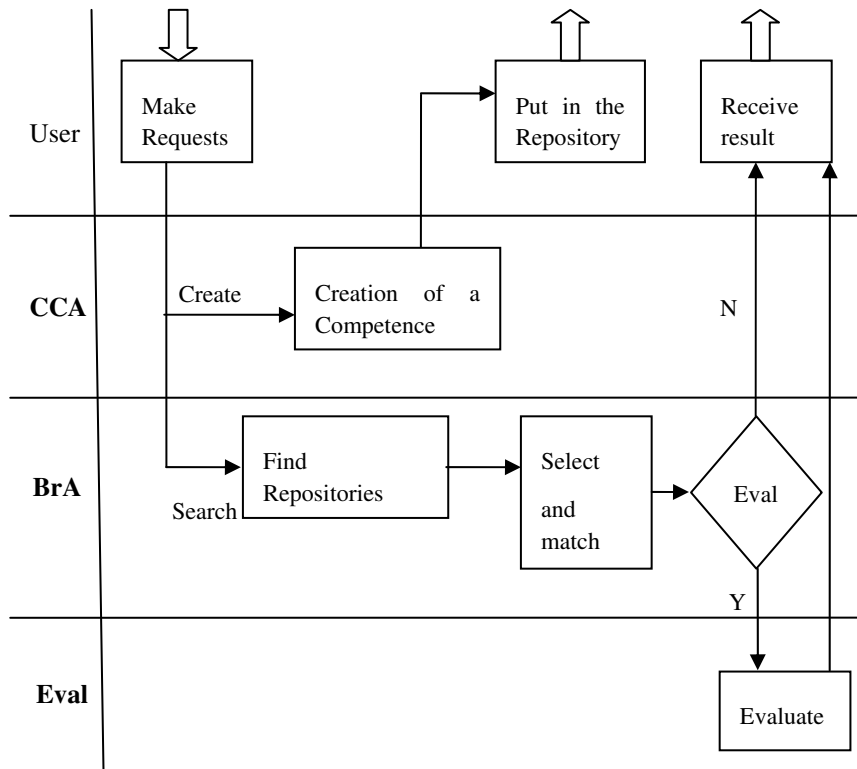 User
Make
Requests
Put in the
Repository
Receive
result
CCA
Create
Creation of a
Competence
N
BrA
Search
Find
Repositories
Select
and
match
Eval
Y
Eval
Evaluate